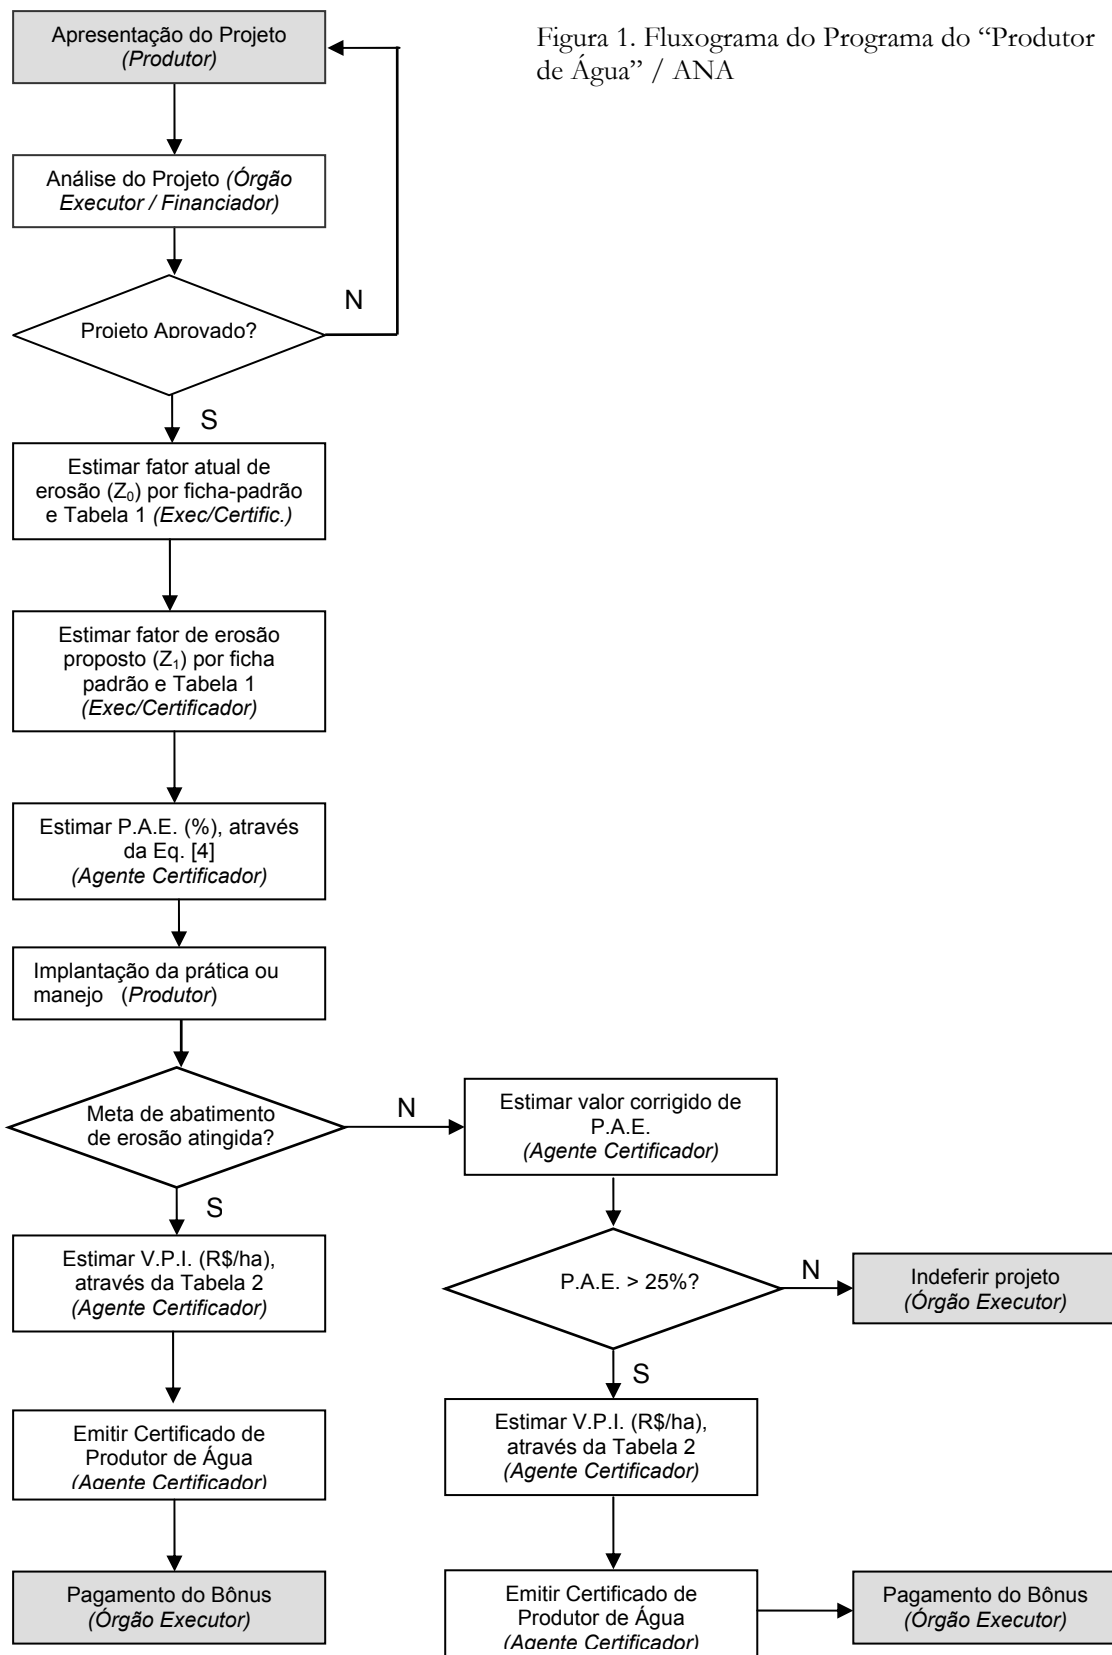 Apresentação do Projeto
(Produtor)
Figura 1. Fluxograma do Programa do “Produtor
de Água” / ANA
Análise do Projeto (Órgão
Executor / Financiador)
Projeto Aprovado?
N
S
Estimar fator atual de
erosão (Z₀) por ficha-padrão
e Tabela 1 (Exec/Certific.)
Estimar fator de erosão
proposto (Z₁) por ficha
padrão e Tabela 1
(Exec/Certificador)
Estimar P.A.E. (%), através
da Eq. [4]
(Agente Certificador)
Implantação da prática ou
manejo (Produtor)
Meta de abatimento
de erosão atingida?
N
S
Estimar valor corrigido de
P.A.E.
(Agente Certificador)
Estimar V.P.I. (R$/ha),
através da Tabela 2
(Agente Certificador)
P.A.E. > 25%?
N
S
Indeferir projeto
(Órgão Executor)
Emitir Certificado de
Produtor de Água
(Agente Certificador)
Estimar V.P.I. (R$/ha),
através da Tabela 2
(Agente Certificador)
Pagamento do Bônus
(Órgão Executor)
Emitir Certificado de
Produtor de Água
(Agente Certificador)
Pagamento do Bônus
(Órgão Executor)